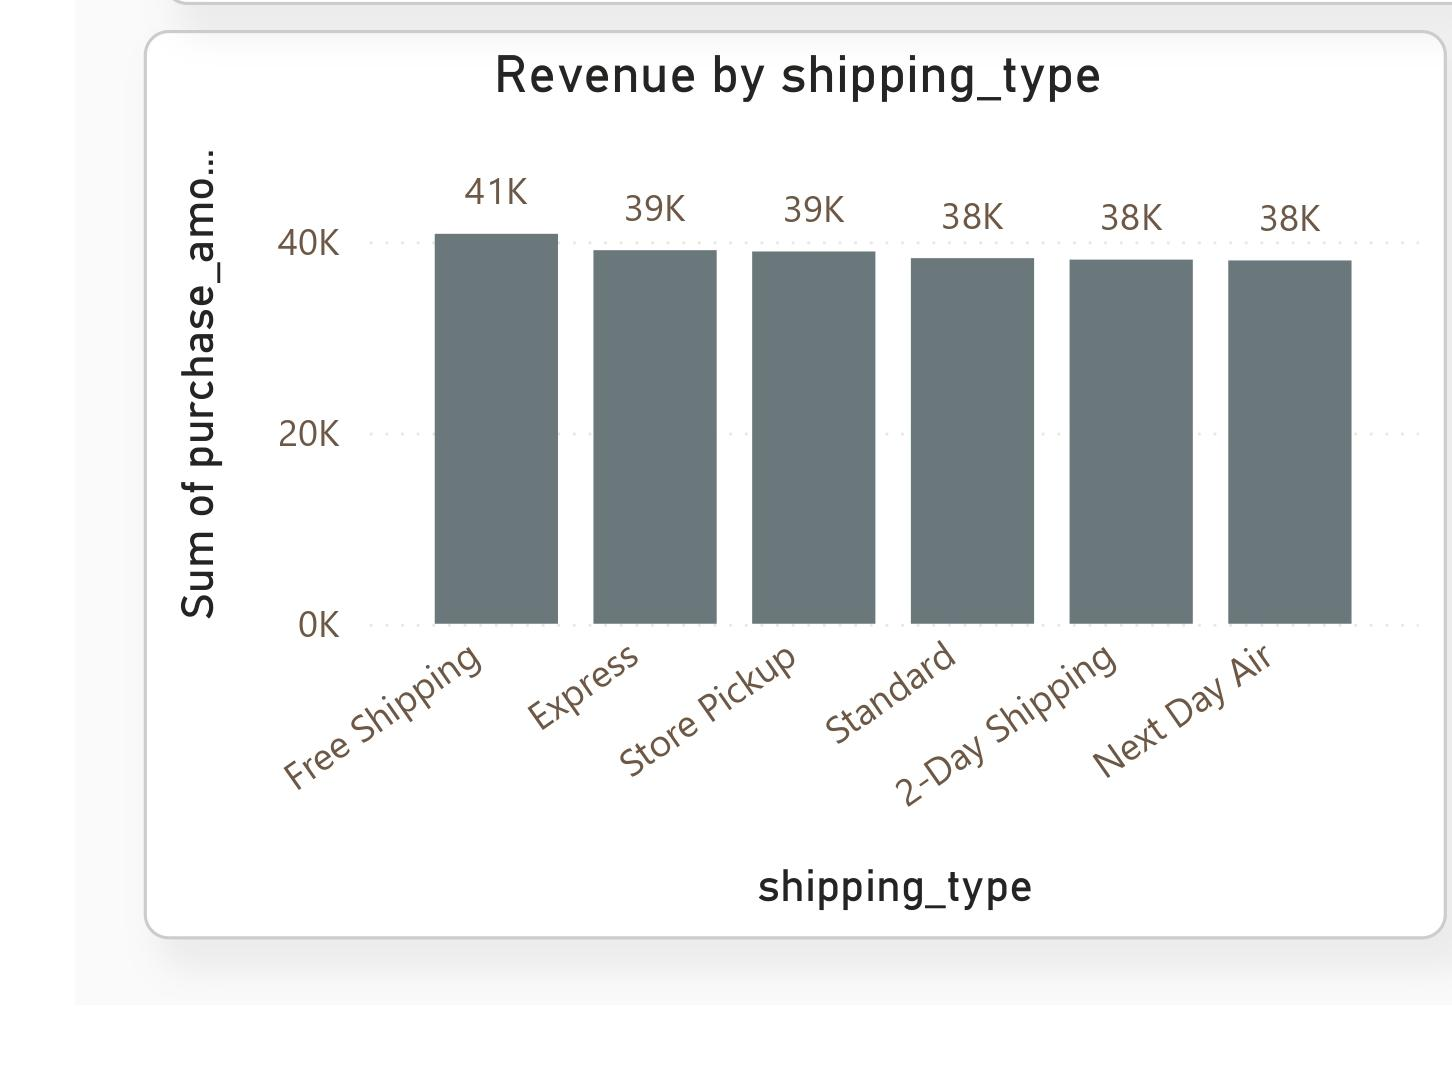 Revenue by shipping_type
Sum of purchase_amo...
41K
39K
39K
38K
38K
38K
40K
20K
0K
Free Shipping
Express
Store Pickup
Standard
2-Day Shipping
Next Day Air
shipping_type